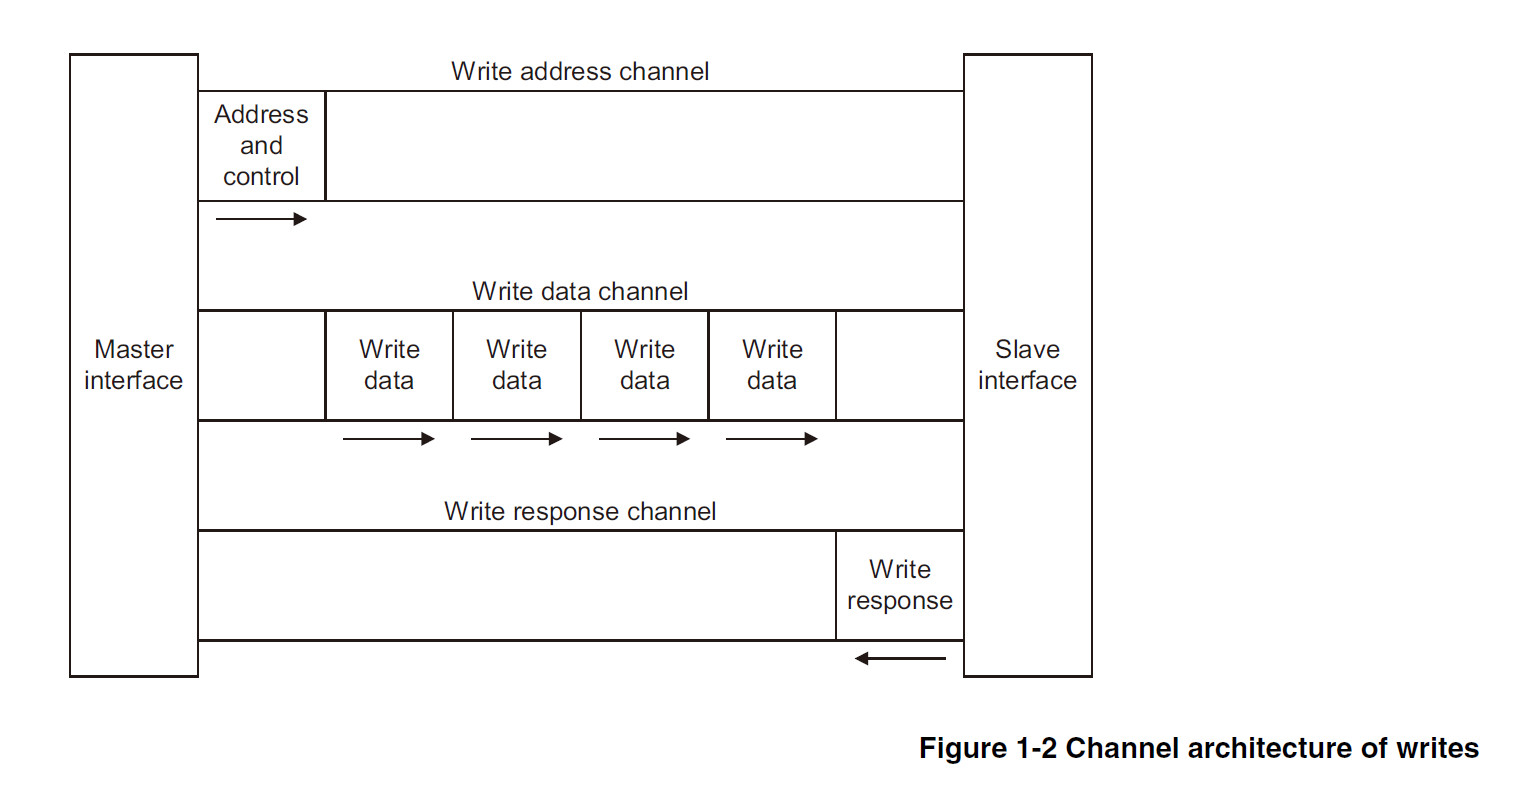 Write address channel
Address
and
control
Write data channel
Master
interface
Write
data
Write
data
Write
data
Write
data
Slave
interface
Write response channel
Write
response
Figure 1-2 Channel architecture of writes